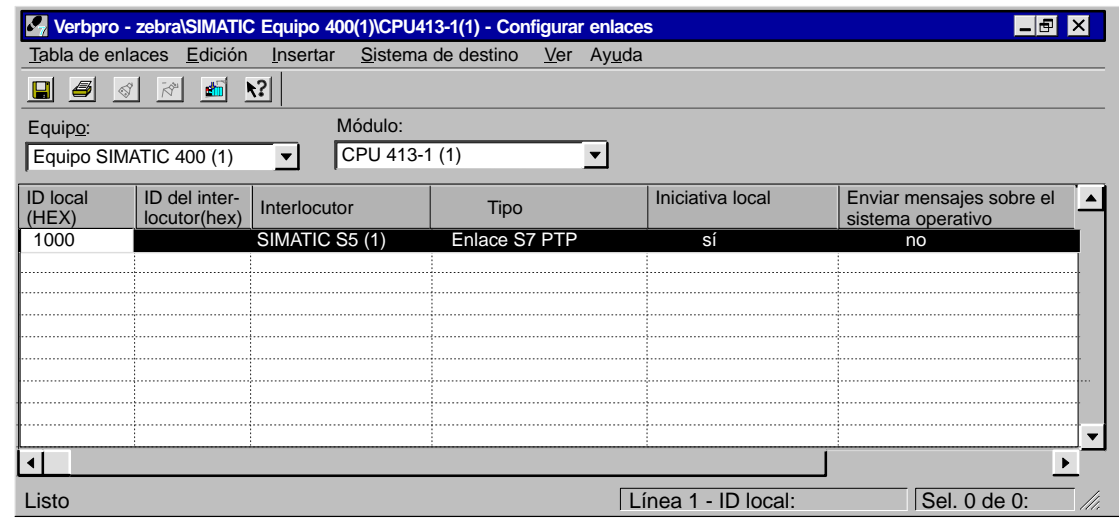 Verbpro - zebra\SIMATIC Equipo 400(1)\CPU413-1(1) - Configurar enlaces
Tabla de enlaces Edición Insertar Sistema de destino Ver Ayuda
Equipo: Módulo:
Equipo SIMATIC 400 (1) CPU 413-1 (1)
ID local (HEX) ID del inter-locutor(hex) Interlocutor Tipo Iniciativa local Enviar mensajes sobre el sistema operativo
1000 SIMATIC S5 (1) Enlace S7 PTP sí no
Listo Línea 1 - ID local: Sel. 0 de 0: